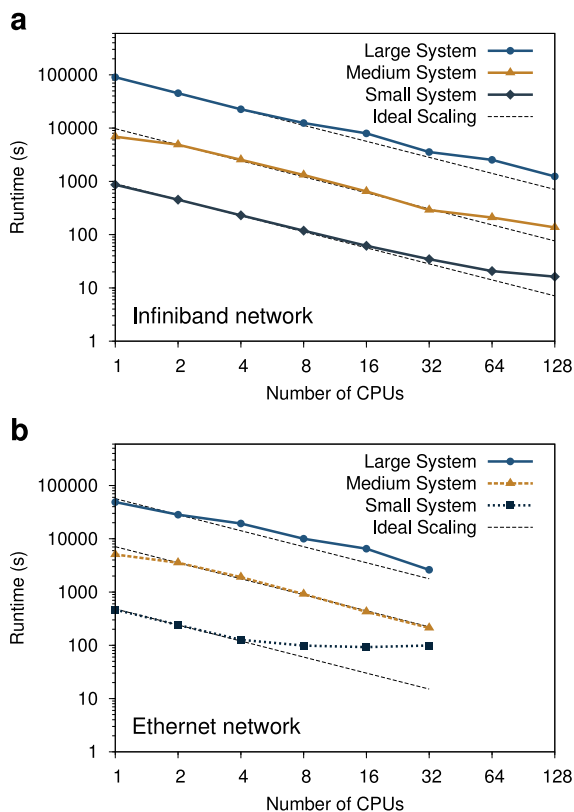 a
Large System
Medium System
Small System
Ideal Scaling
100000
10000
1000
100
10
1
Runtime (s)
Infiniband network
1 2 4 8 16 32 64 128
Number of CPUs
b
Large System
Medium System
Small System
Ideal Scaling
100000
10000
1000
100
10
1
Runtime (s)
Ethernet network
1 2 4 8 16 32 64 128
Number of CPUs